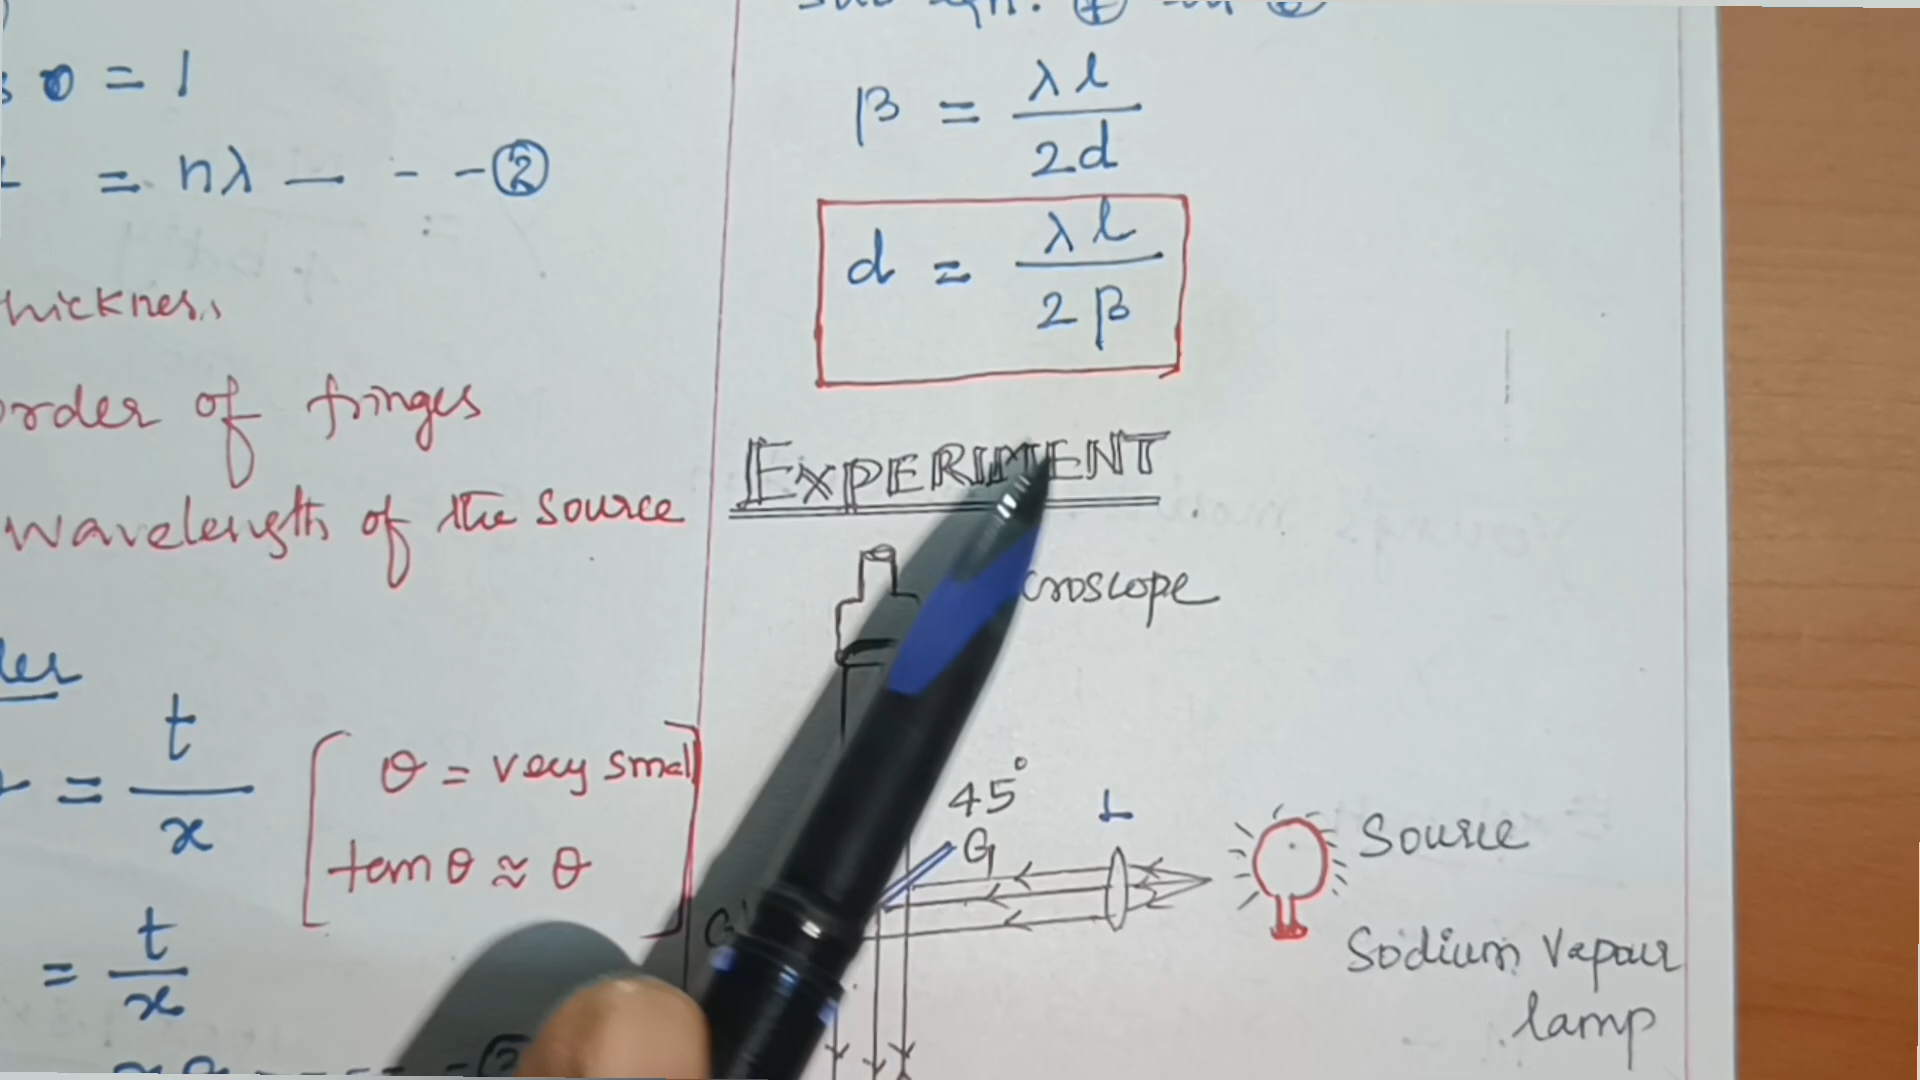 = 1
= nλ — - - ②
thickness
order of fringes
wavelength of the source
= t/x
[ θ = very small
tan θ ≈ θ ]
= t/x
β = λl/2d
d = λl/2β
EXPERIMENT
croscope
45°
L
G
Source
Sodium Vapour
lamp